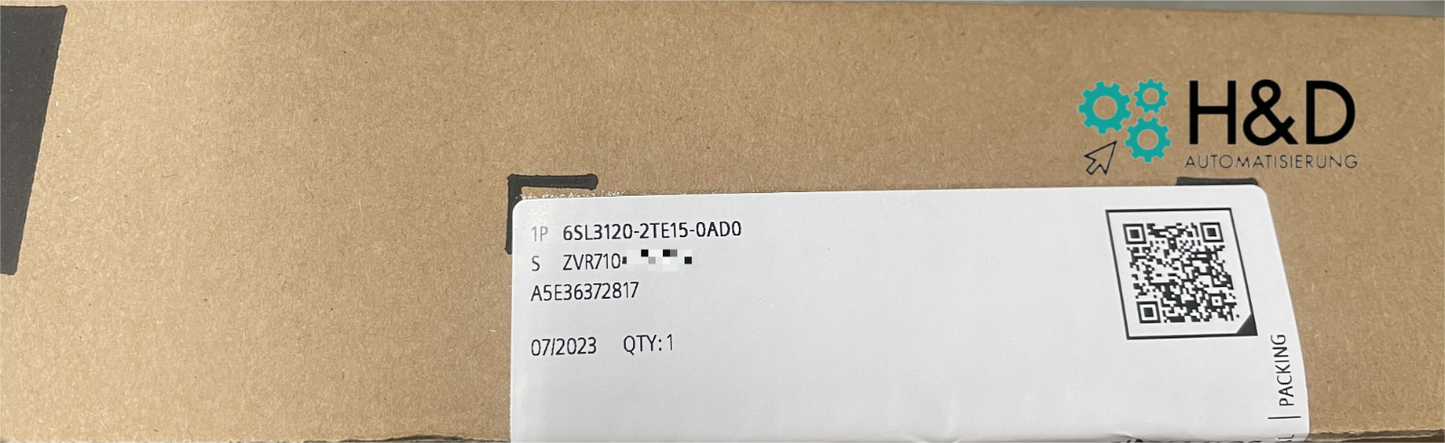 H&D
AUTOMATISIERUNG
1P 6SL3120-2TE15-0AD0
S ZVR710
A5E36372817
07/2023 QTY: 1
PACKING